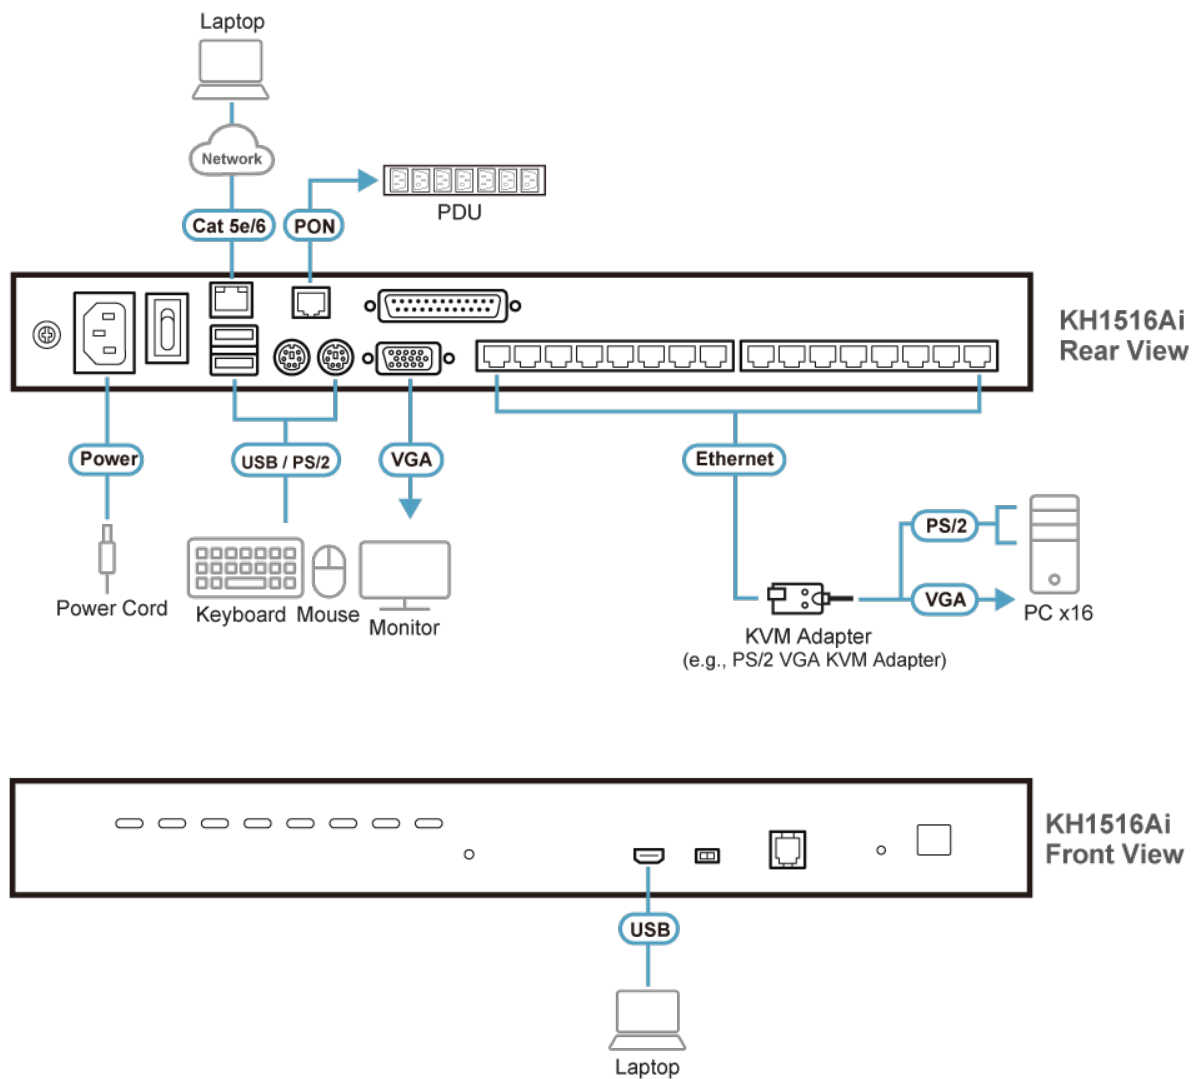 Laptop
Network
Cat 5e/6
PON
PDU
KH1516Ai
Rear View
Power
USB / PS/2
VGA
Ethernet
PS/2
VGA
Power Cord
Keyboard
Mouse
Monitor
KVM Adapter
(e.g., PS/2 VGA KVM Adapter)
PC x16
KH1516Ai
Front View
USB
Laptop